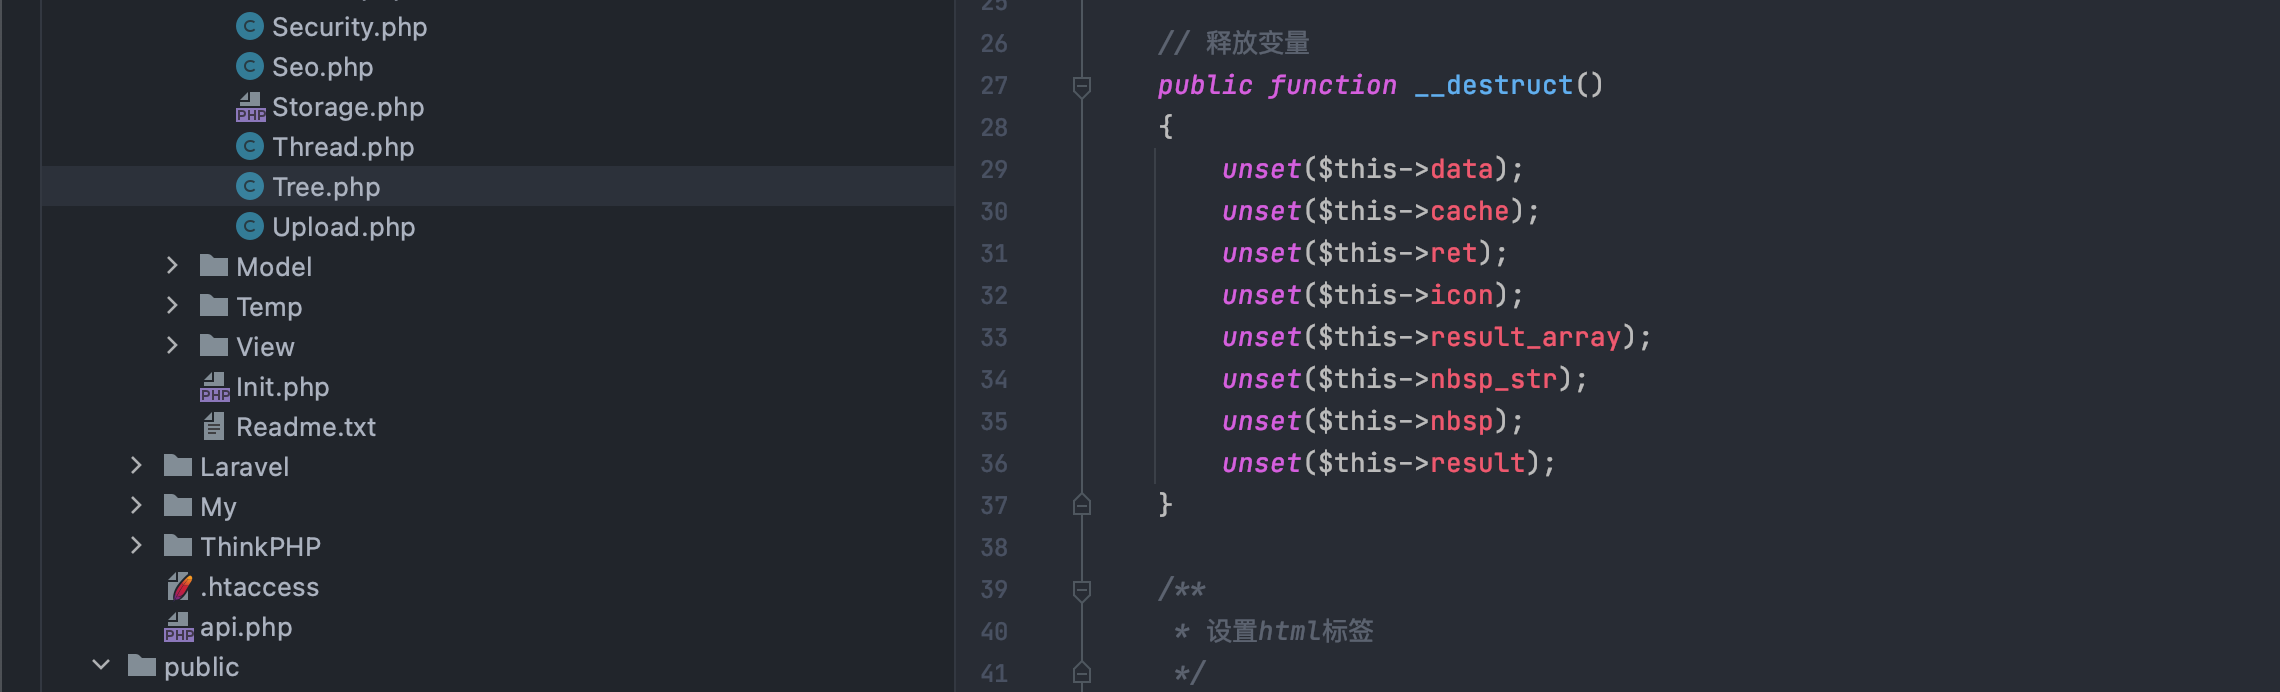 Security.php
Seo.php
Storage.php
Thread.php
Tree.php
Upload.php
Model
Temp
View
Init.php
Readme.txt
Laravel
My
ThinkPHP
.htaccess
api.php
public
25
26 // 释放变量
27 public function __destruct()
28 {
29 unset($this->data);
30 unset($this->cache);
31 unset($this->ret);
32 unset($this->icon);
33 unset($this->result_array);
34 unset($this->nbsp_str);
35 unset($this->nbsp);
36 unset($this->result);
37 }
38
39 /**
40 * 设置html标签
41 */